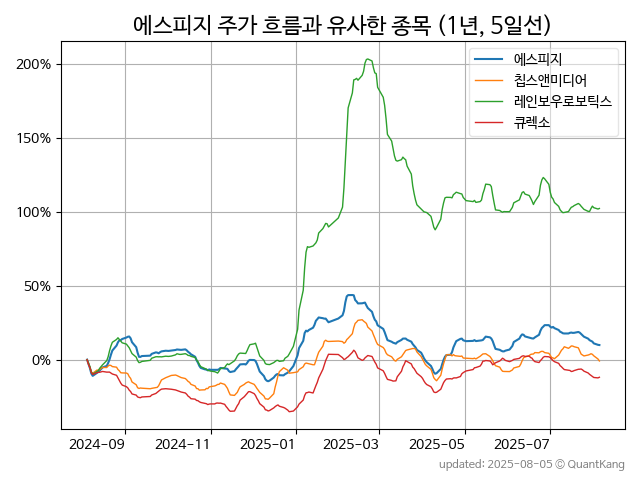 에스피지 주가 흐름과 유사한 종목 (1년, 5일선)
에스피지
칩스앤미디어
레인보우로보틱스
큐렉소
200%
150%
100%
50%
0%
2024-09 2024-11 2025-01 2025-03 2025-05 2025-07
updated: 2025-08-05 © QuantKang